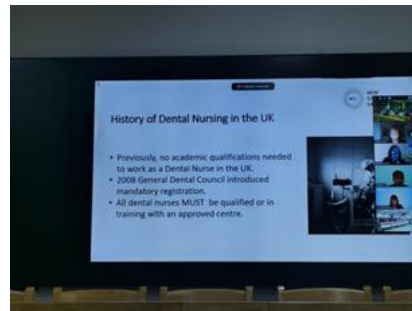 History of Dental Nursing in the UK
• Previously, no academic qualifications needed
to work as a Dental Nurse in the UK.
• 2008 General Dental Council introduced
mandatory registration.
• All dental nurses MUST be qualified or in
training with an approved centre.